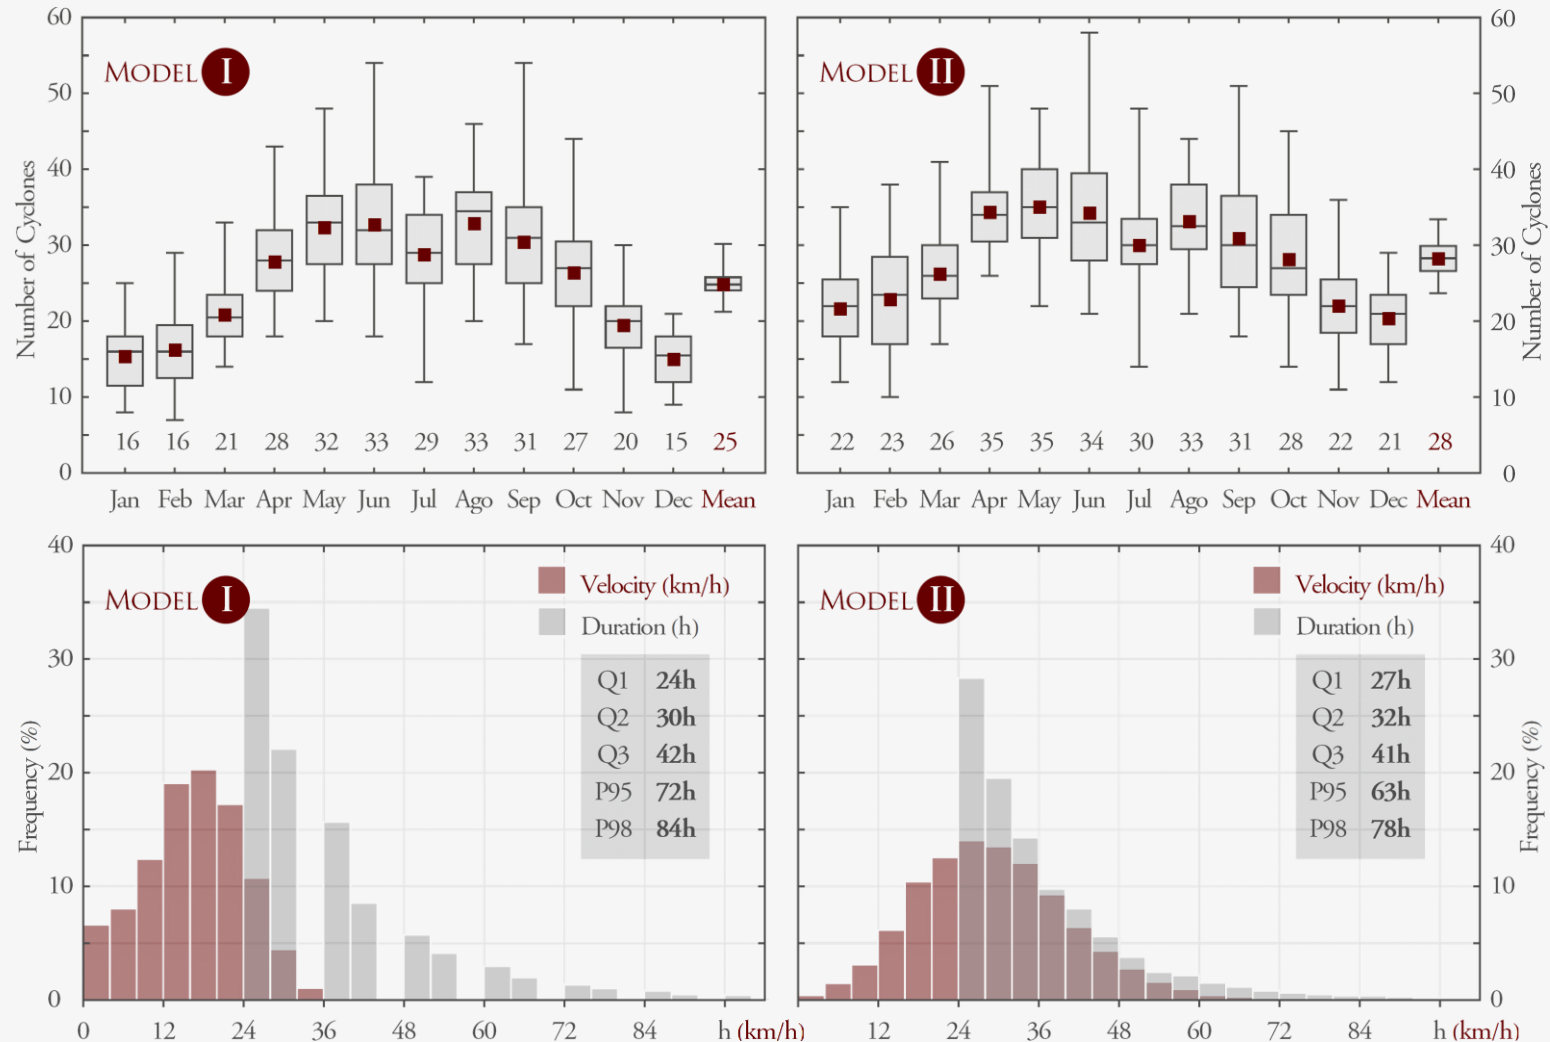 60
50
40
30
20
10
0
Number of Cyclones
MODEL I
16 16 21 28 32 33 29 33 31 27 20 15 25
Jan Feb Mar Apr May Jun Jul Ago Sep Oct Nov Dec Mean
MODEL II
22 23 26 35 35 34 30 33 31 28 22 21 28
Jan Feb Mar Apr May Jun Jul Ago Sep Oct Nov Dec Mean
60
50
40
30
20
10
0
Number of Cyclones
40
30
20
10
0
Frequency (%)
MODEL I
Velocity (km/h)
Duration (h)
Q1 24h
Q2 30h
Q3 42h
P95 72h
P98 84h
0 12 24 36 48 60 72 84 h (km/h)
MODEL II
Velocity (km/h)
Duration (h)
Q1 27h
Q2 32h
Q3 41h
P95 63h
P98 78h
12 24 36 48 60 72 84 h (km/h)
40
30
20
10
0
Frequency (%)